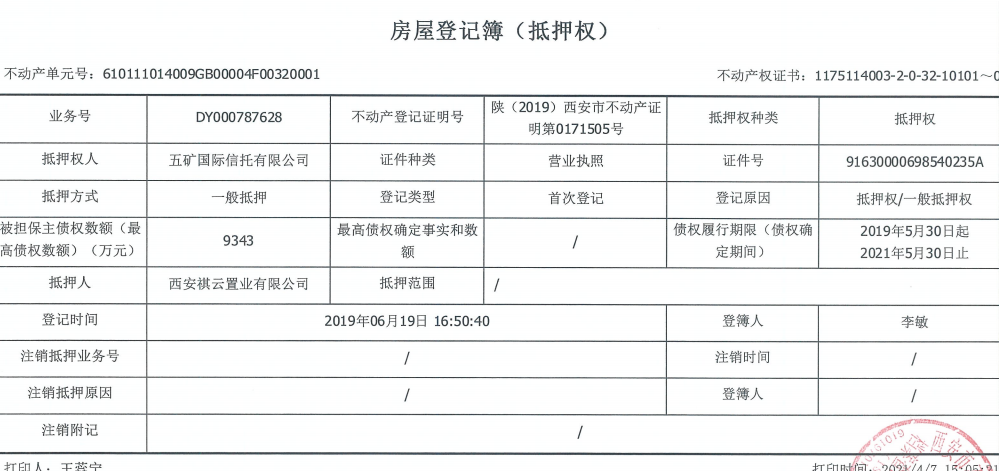 房屋登记簿（抵押权）
不动产单元号：610111014009GB00004F00320001 不动产权证书：1175114003-2-0-32-10101～0
业务号 DY000787628 不动产登记证明号 陕（2019）西安市不动产证 抵押权种类 抵押权
明第0171505号
抵押权人 五矿国际信托有限公司 证件种类 营业执照 证件号 91630000698540235A
抵押方式 一般抵押 登记类型 首次登记 登记原因 抵押权/一般抵押权
被担保主债权数额（最 9343 最高债权确定事实和数 / 债权履行期限（债权确 2019年5月30日起
高债权数额）（万元） 额 定期间） 2021年5月30日止
抵押人 西安祺云置业有限公司 抵押范围 /
登记时间 2019年06月19日 16:50:40 登簿人 李敏
注销抵押业务号 / 注销时间 /
注销抵押原因 / 登簿人 /
注销附记 /
西安市
打印人：王蓉宁 打印时间：2021/4/7 15:05:31